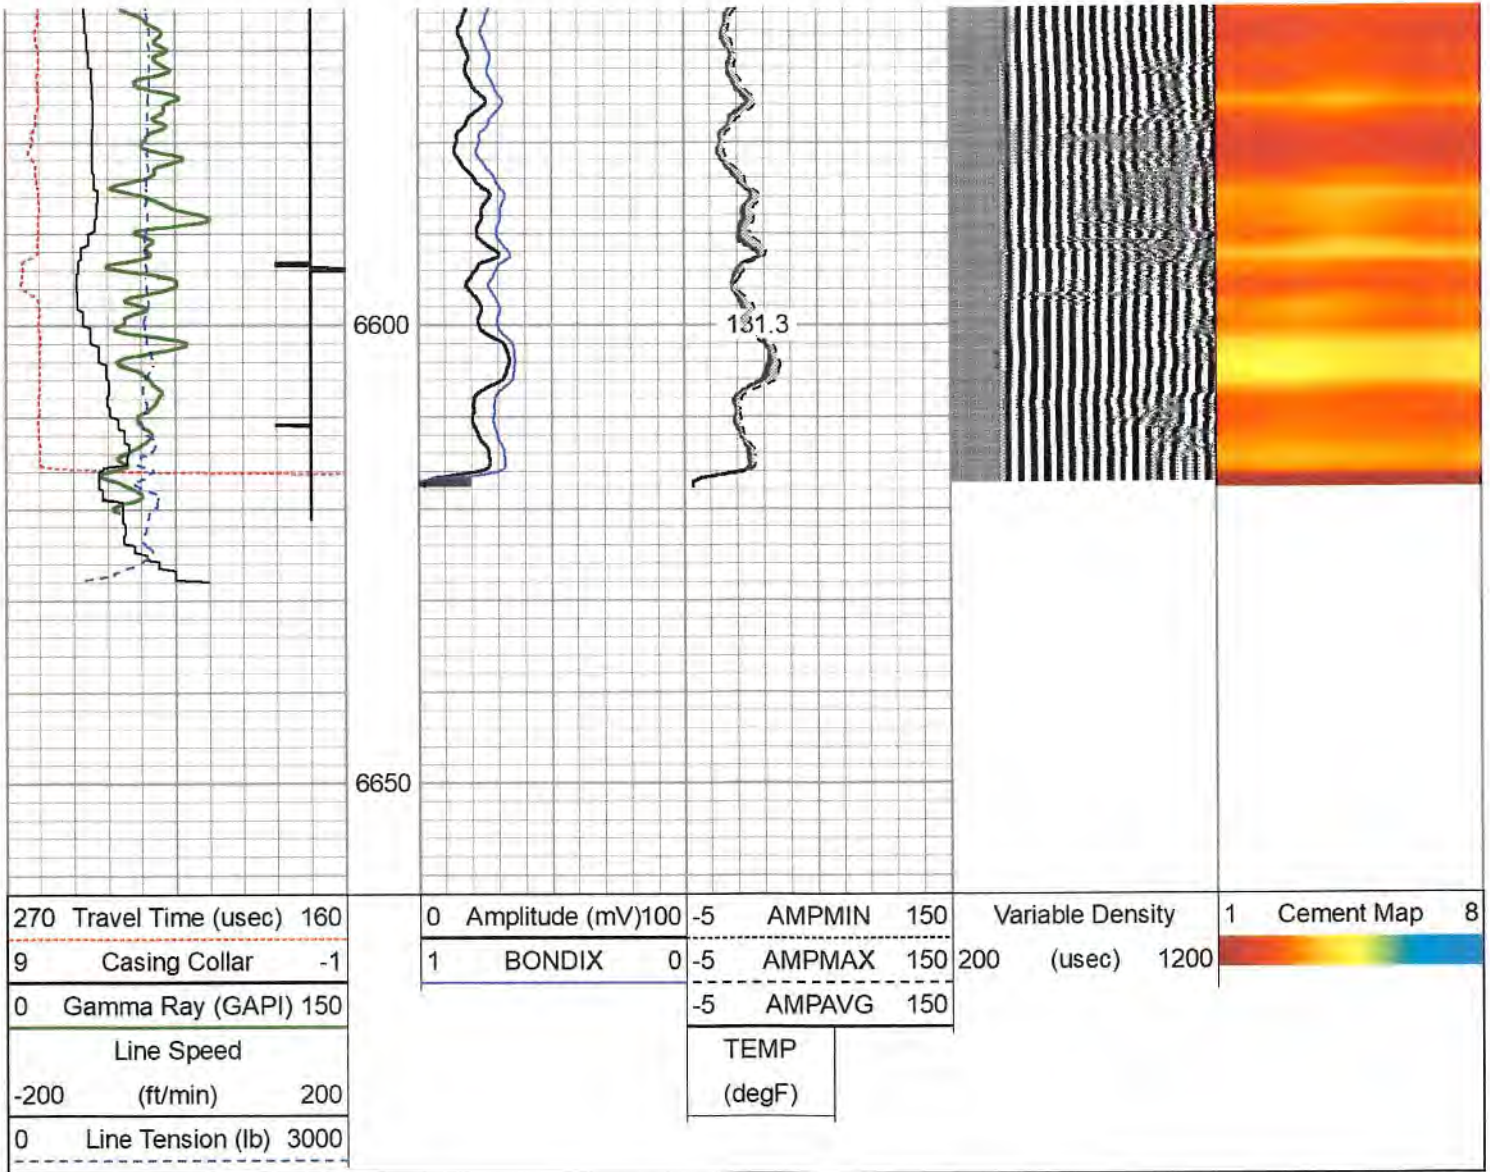 6600
131.3
6650
270 Travel Time (usec) 160
9 Casing Collar -1
0 Gamma Ray (GAPI) 150
Line Speed
-200 (ft/min) 200
0 Line Tension (lb) 3000
0 Amplitude (mV)100
1 BONDIX 0
-5 AMPMIN 150
-5 AMPMAX 150
-5 AMPAVG 150
TEMP
(degF)
Variable Density
200 (usec) 1200
1 Cement Map 8